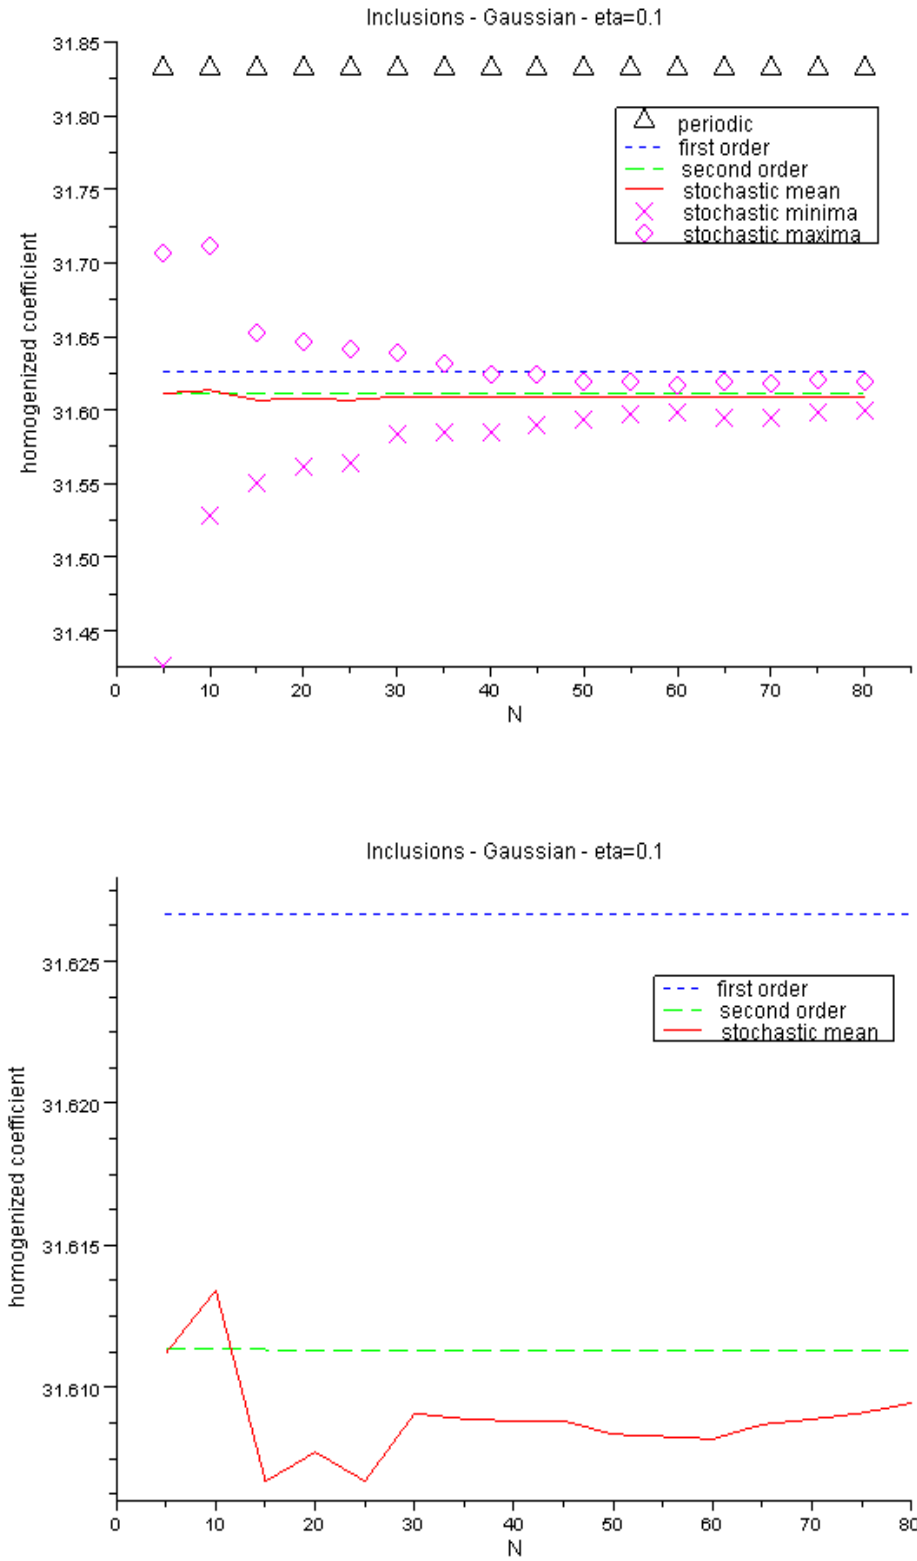 Inclusions - Gaussian - eta=0.1
31.85
31.80
31.75
31.70
31.65
31.60
31.55
31.50
31.45
homogenized coefficient
periodic
first order
second order
stochastic mean
stochastic minima
stochastic maxima
0 10 20 30 40 50 60 70 80
N
Inclusions - Gaussian - eta=0.1
31.625
31.620
31.615
31.610
homogenized coefficient
first order
second order
stochastic mean
0 10 20 30 40 50 60 70 80
N